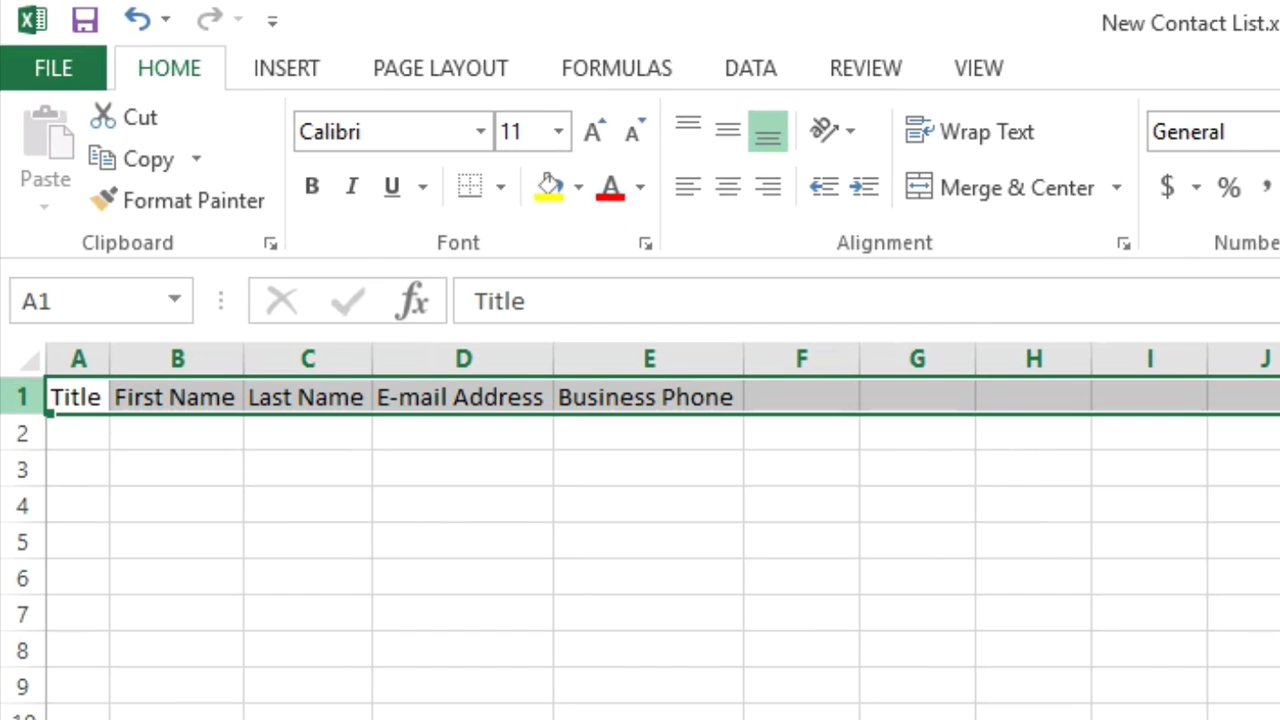 New Contact List.x
FILE HOME INSERT PAGE LAYOUT FORMULAS DATA REVIEW VIEW
Paste
Cut
Copy
Format Painter
Clipboard
Calibri 11 A A
B I U A
Font
Wrap Text
Merge & Center
Alignment
General
$ % ,
Numbe
A1 fx Title
A B C D E F G H I J
1 Title First Name Last Name E-mail Address Business Phone
2
3
4
5
6
7
8
9
10